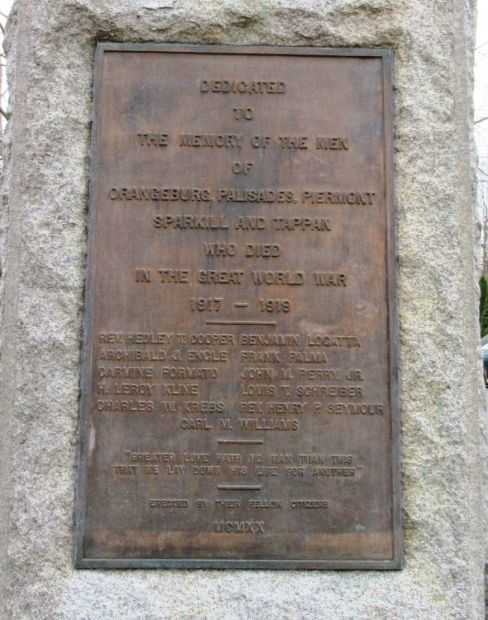 DEDICATED
TO
THE MEMORY OF THE MEN
OF
ORANGEBURG, PALISADES, PIERMONT
SPARKILL AND TAPPAN
WHO DIED
IN THE GREAT WORLD WAR
1917 — 1919
REV. HEDLEY T. COOPER BENJAMIN LOGATTA
ARCHIBALD J. ENGLE FRANK PALMA
CARMINE FORMATO JOHN M. PERRY, JR.
H. LEROY KLINE LOUIS T. SCHREIBER
CHARLES W. KREBS REV. HENRY P. SEYMOUR
CARL M. WILLIAMS
"GREATER LOVE HATH NO MAN THAN THIS
THAT HE LAY DOWN HIS LIFE FOR ANOTHER"
ERECTED BY THEIR FELLOW CITIZENS
MCMXX